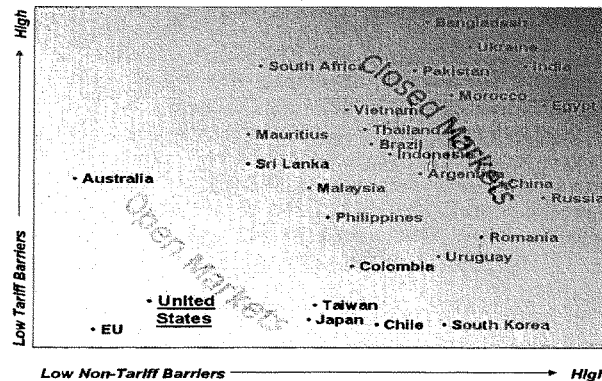 High
Low Tariff Barriers
Bangladesh
Ukraine
South Africa
Pakistan
India
Morocco
Egypt
Vietnam
Thailand
Mauritius
Brazil
Indonesia
Sri Lanka
Argentina
China
Australia
Malaysia
Russia
Philippines
Romania
Uruguay
Colombia
United
States
Taiwan
Japan
Chile
South Korea
EU
Closed Markets
Open Markets
Low Non-Tariff Barriers
High